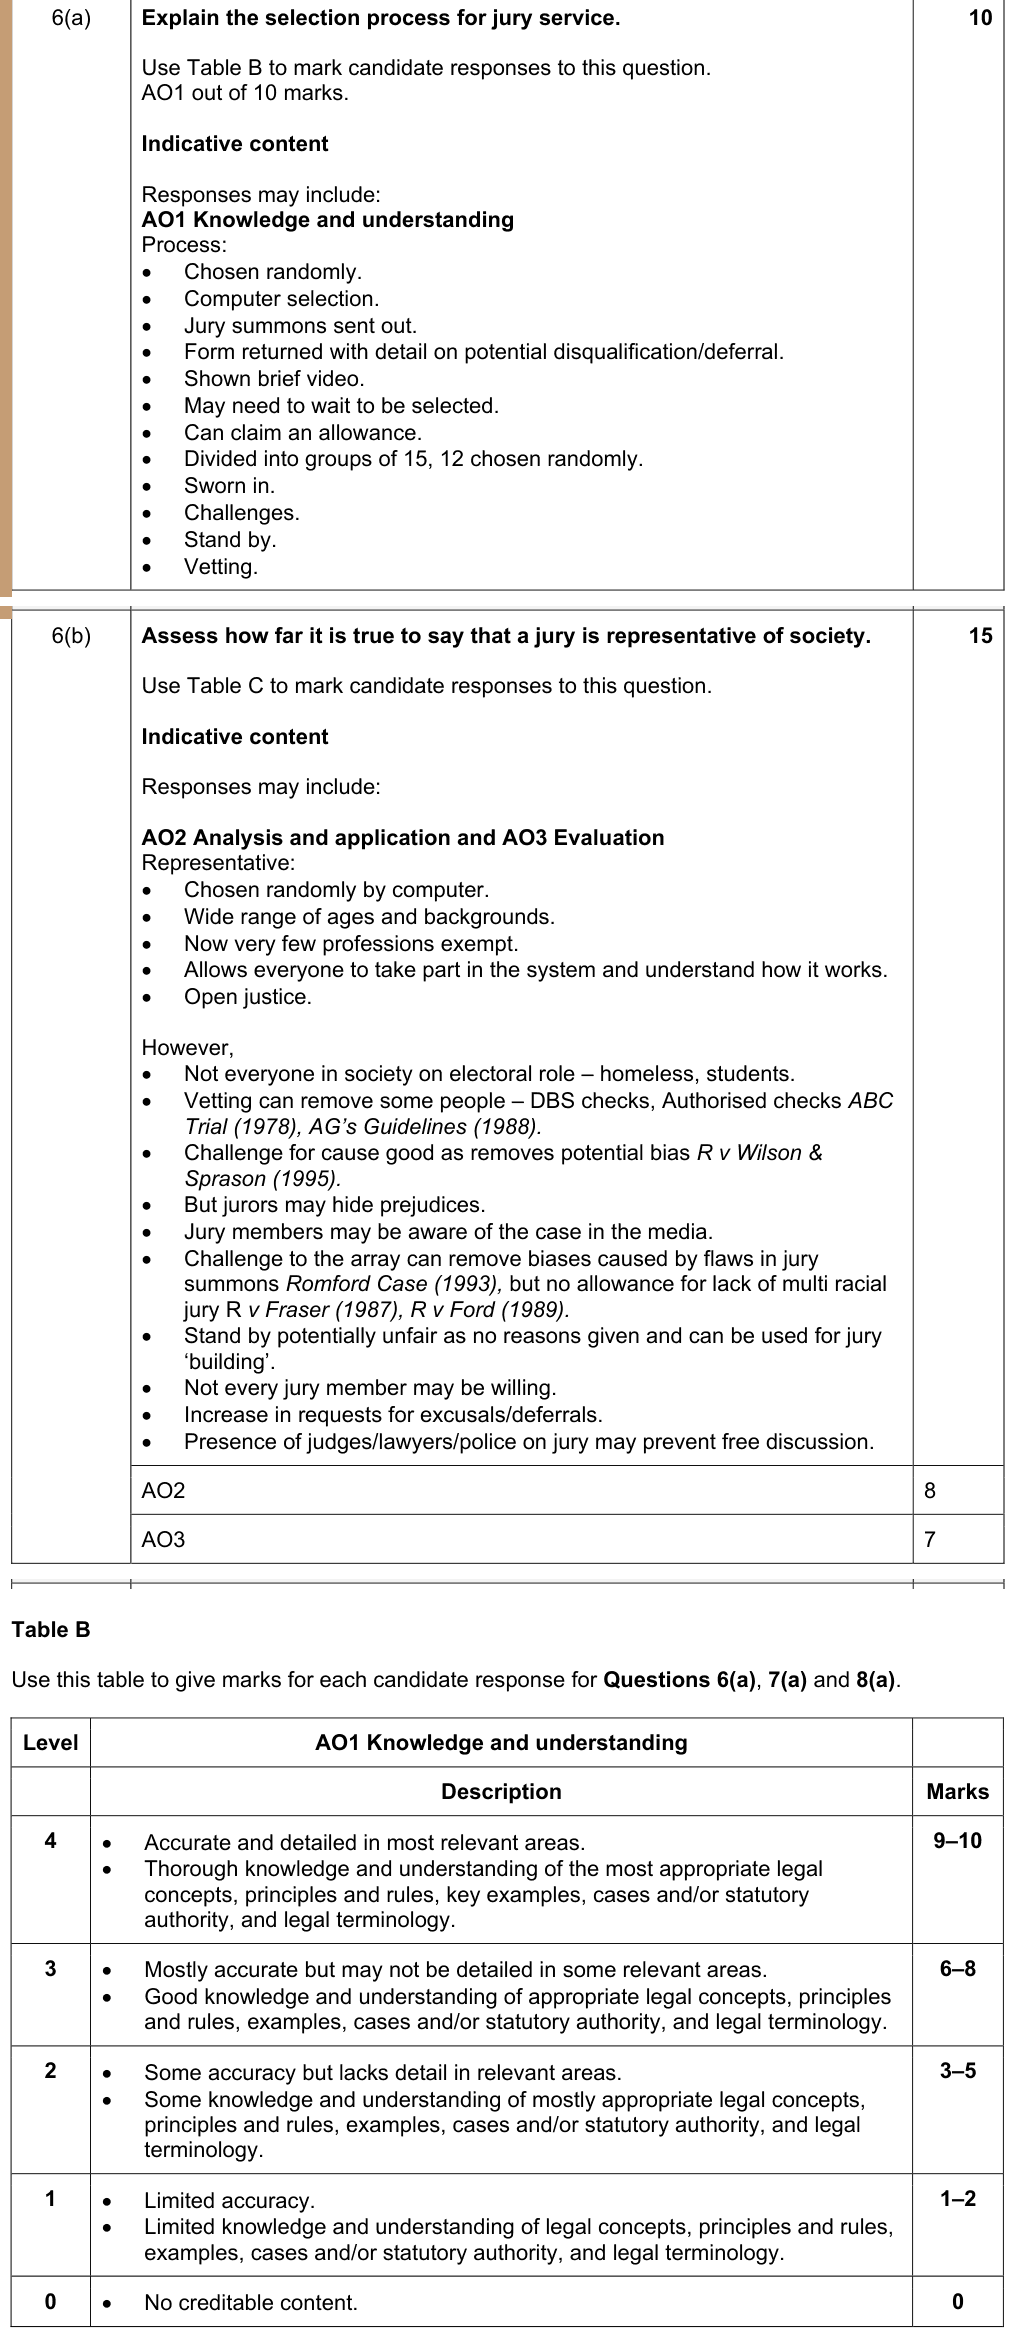 6(a) Explain the selection process for jury service. 10
Use Table B to mark candidate responses to this question.
AO1 out of 10 marks.
Indicative content
Responses may include:
AO1 Knowledge and understanding
Process:
• Chosen randomly.
• Computer selection.
• Jury summons sent out.
• Form returned with detail on potential disqualification/deferral.
• Shown brief video.
• May need to wait to be selected.
• Can claim an allowance.
• Divided into groups of 15, 12 chosen randomly.
• Sworn in.
• Challenges.
• Stand by.
• Vetting.
6(b) Assess how far it is true to say that a jury is representative of society. 15
Use Table C to mark candidate responses to this question.
Indicative content
Responses may include:
AO2 Analysis and application and AO3 Evaluation
Representative:
• Chosen randomly by computer.
• Wide range of ages and backgrounds.
• Now very few professions exempt.
• Allows everyone to take part in the system and understand how it works.
• Open justice.
However,
• Not everyone in society on electoral role – homeless, students.
• Vetting can remove some people – DBS checks, Authorised checks ABC
Trial (1978), AG's Guidelines (1988).
• Challenge for cause good as removes potential bias R v Wilson &
Sprason (1995).
• But jurors may hide prejudices.
• Jury members may be aware of the case in the media.
• Challenge to the array can remove biases caused by flaws in jury
summons Romford Case (1993), but no allowance for lack of multi racial
jury R v Fraser (1987), R v Ford (1989).
• Stand by potentially unfair as no reasons given and can be used for jury
‘building’.
• Not every jury member may be willing.
• Increase in requests for excusals/deferrals.
• Presence of judges/lawyers/police on jury may prevent free discussion.
AO2 8
AO3 7
Table B
Use this table to give marks for each candidate response for Questions 6(a), 7(a) and 8(a).
Level AO1 Knowledge and understanding
Description Marks
4 • Accurate and detailed in most relevant areas. 9–10
• Thorough knowledge and understanding of the most appropriate legal
concepts, principles and rules, key examples, cases and/or statutory
authority, and legal terminology.
3 • Mostly accurate but may not be detailed in some relevant areas. 6–8
• Good knowledge and understanding of appropriate legal concepts, principles
and rules, examples, cases and/or statutory authority, and legal terminology.
2 • Some accuracy but lacks detail in relevant areas. 3–5
• Some knowledge and understanding of mostly appropriate legal concepts,
principles and rules, examples, cases and/or statutory authority, and legal
terminology.
1 • Limited accuracy. 1–2
• Limited knowledge and understanding of legal concepts, principles and rules,
examples, cases and/or statutory authority, and legal terminology.
0 • No creditable content. 0